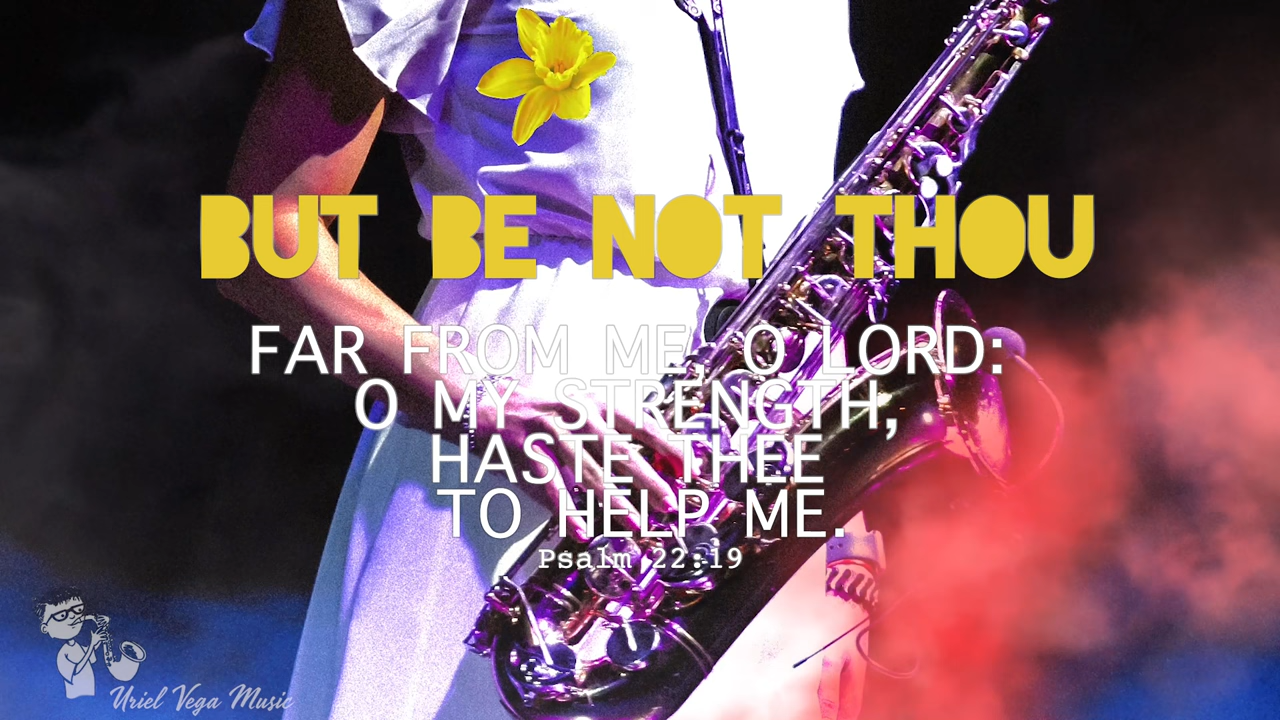 BUT BE NOT THOU
FAR FROM ME, O LORD:
O MY STRENGTH,
HASTE THEE
TO HELP ME.
Psalm 22:19
Uriel Vega Music